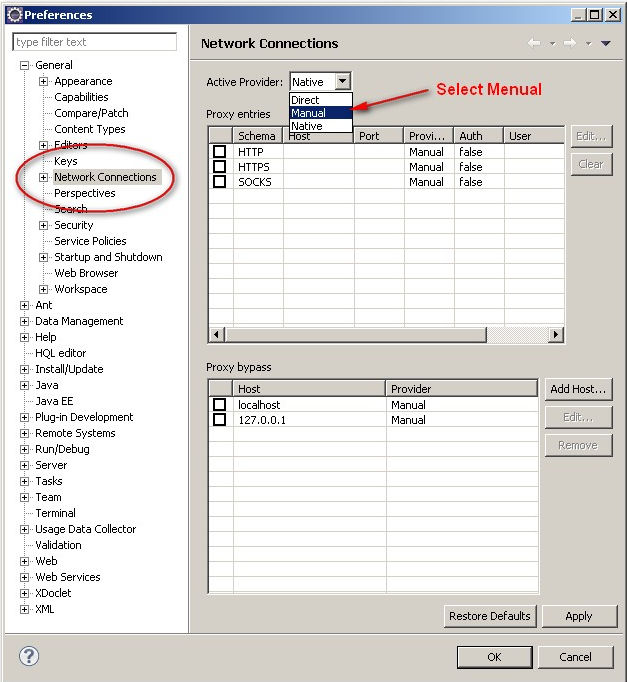 Preferences
type filter text
General
Appearance
Capabilities
Compare/Patch
Content Types
Editors
Keys
Network Connections
Perspectives
Search
Security
Service Policies
Startup and Shutdown
Web Browser
Workspace
Ant
Data Management
Help
HQL editor
Install/Update
Java
Java EE
Plug-in Development
Remote Systems
Run/Debug
Server
Tasks
Team
Terminal
Usage Data Collector
Validation
Web
Web Services
XDoclet
XML
Network Connections
Active Provider: Native
Direct
Manual
Native
Select Menual
Proxy entries
Schema Host Port Provi... Auth User
HTTP Manual false
HTTPS Manual false
SOCKS Manual false
Edit...
Clear
Proxy bypass
Host Provider
localhost Manual
127.0.0.1 Manual
Add Host...
Edit...
Remove
Restore Defaults Apply
? OK Cancel